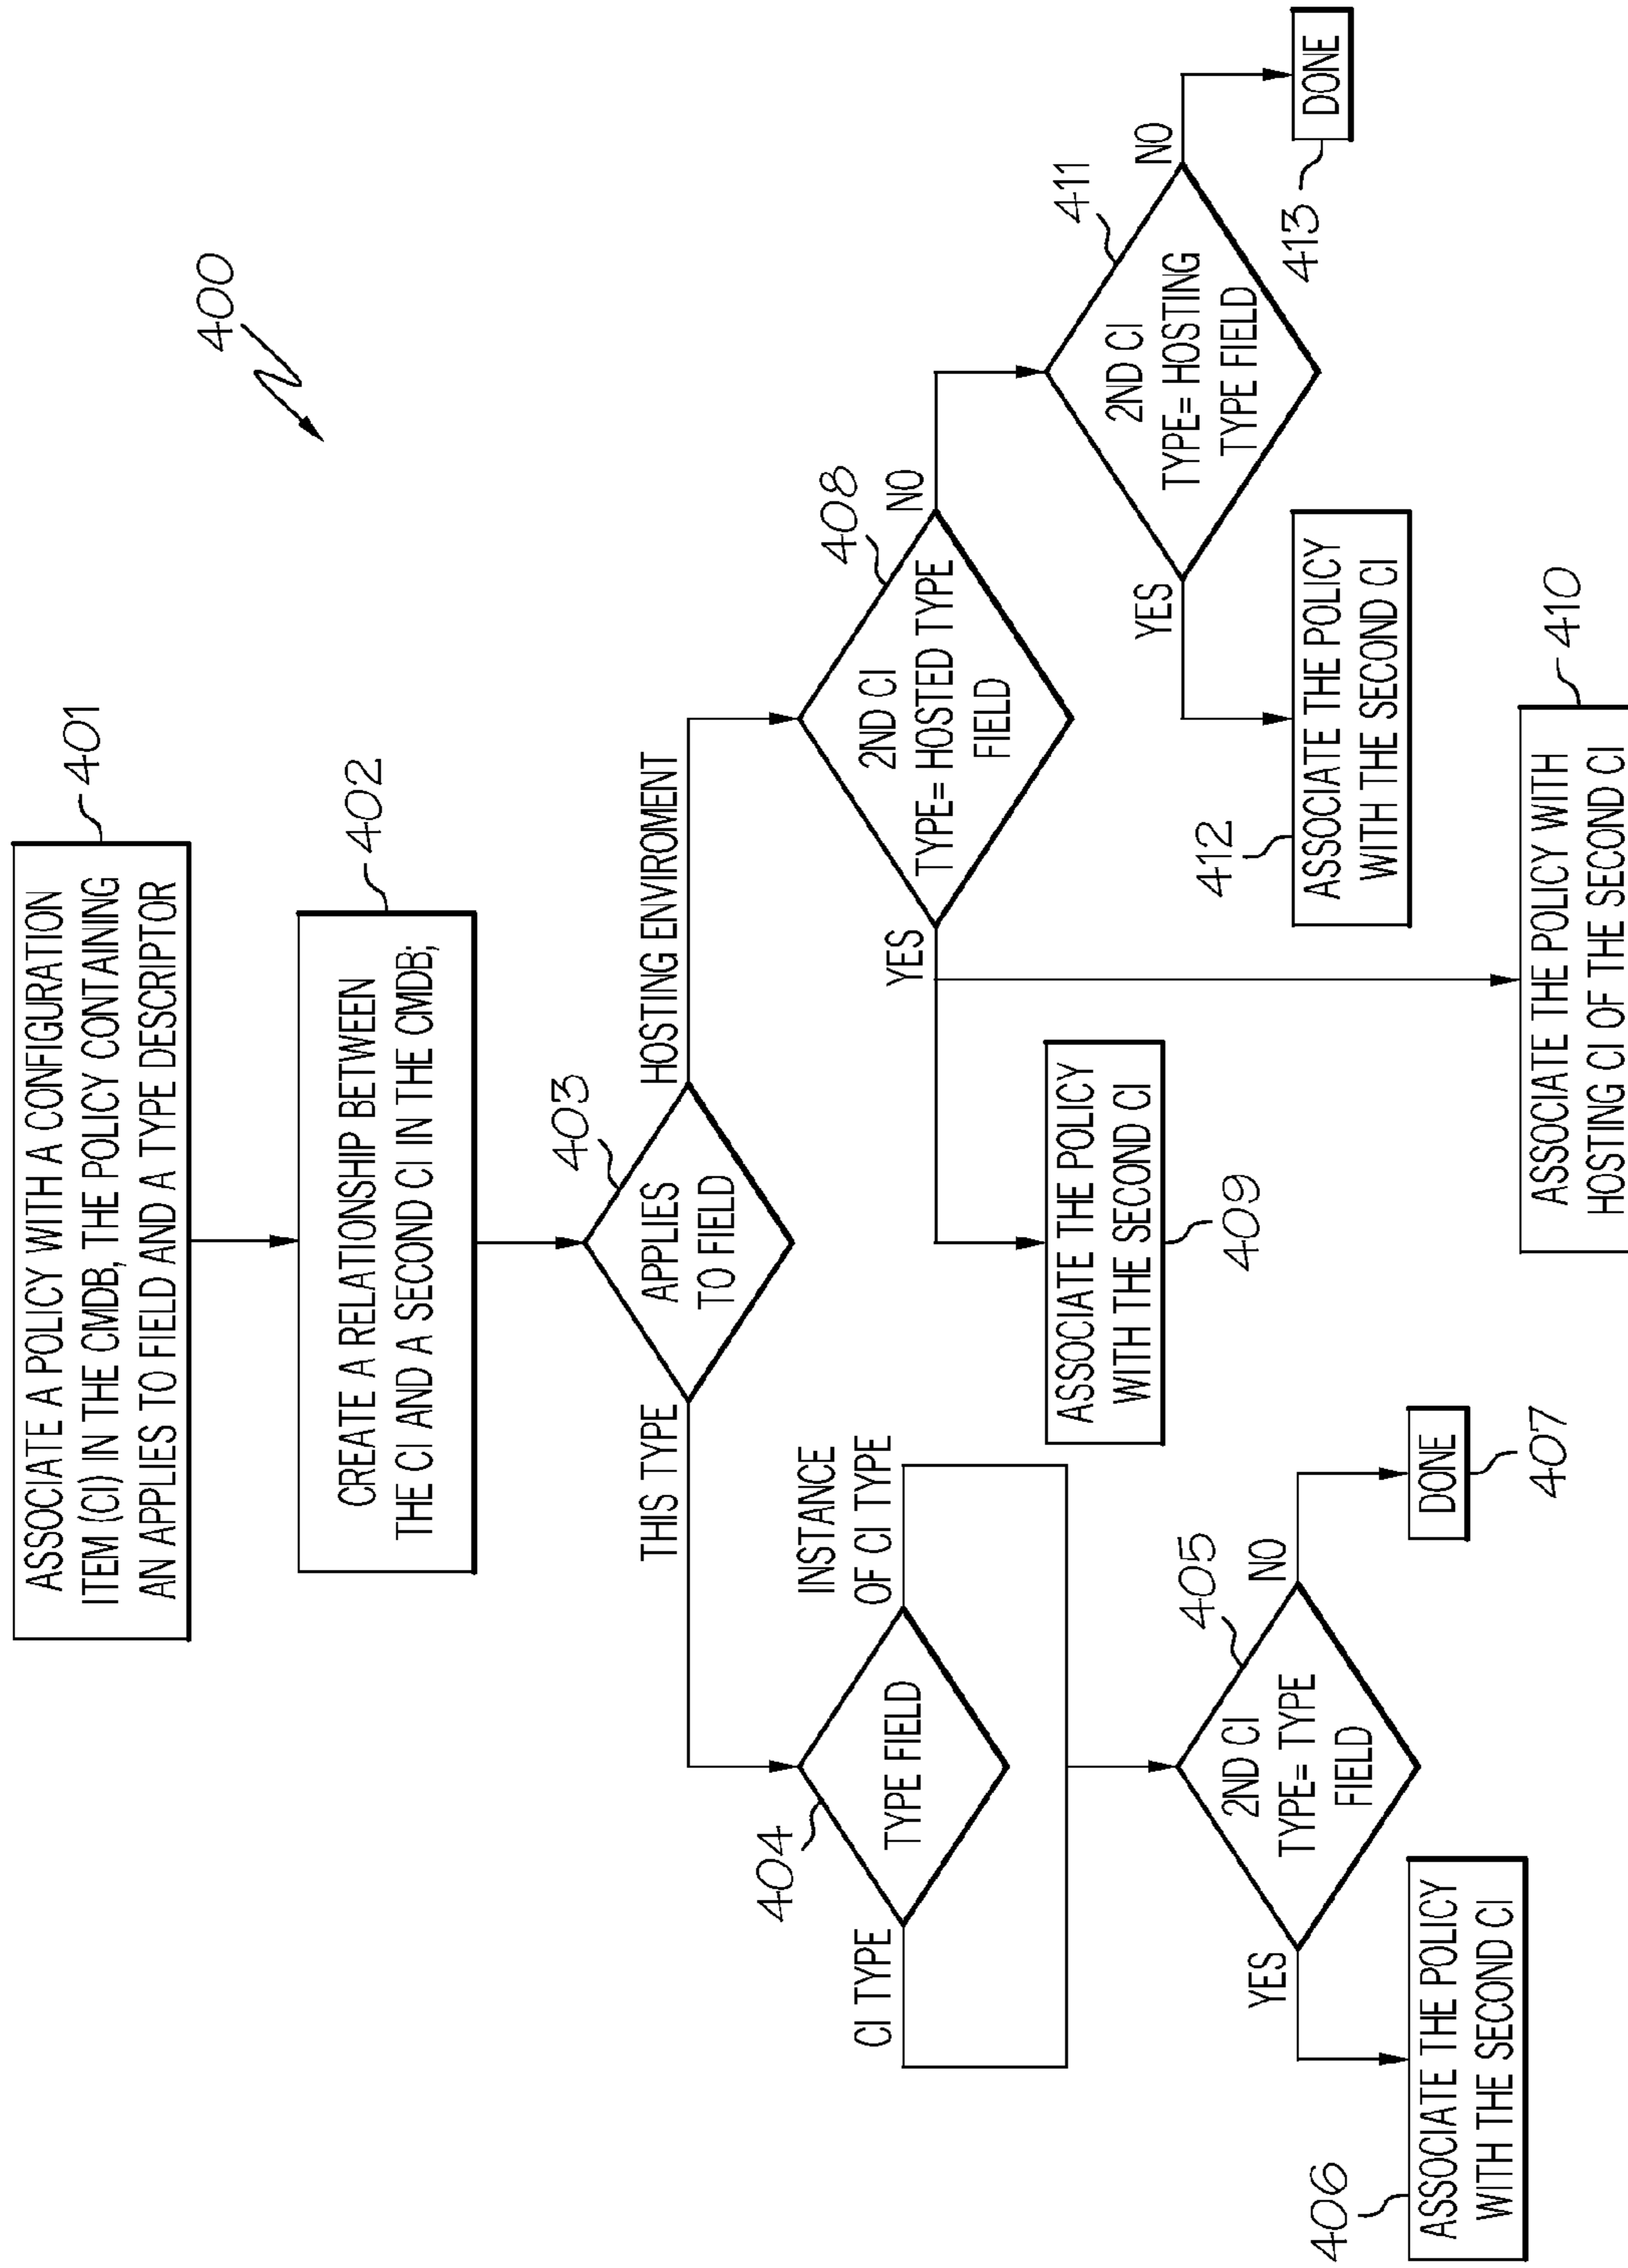 400
ASSOCIATE A POLICY WITH A CONFIGURATION
ITEM (CI) IN THE CMDB, THE POLICY CONTAINING
AN APPLIES TO FIELD AND A TYPE DESCRIPTOR
401
CREATE A RELATIONSHIP BETWEEN
THE CI AND A SECOND CI IN THE CMDB;
402
APPLIES
TO FIELD
403
THIS TYPE
HOSTING ENVIROMENT
TYPE FIELD
404
CI TYPE
INSTANCE
OF CI TYPE
2ND CI
TYPE= TYPE
FIELD
405
YES
NO
ASSOCIATE THE POLICY
WITH THE SECOND CI
406
DONE
407
2ND CI
TYPE= HOSTED TYPE
FIELD
408
YES
NO
ASSOCIATE THE POLICY
WITH THE SECOND CI
409
ASSOCIATE THE POLICY WITH
HOSTING CI OF THE SECOND CI
410
2ND CI
TYPE= HOSTING
TYPE FIELD
411
YES
NO
ASSOCIATE THE POLICY
WITH THE SECOND CI
412
DONE
413